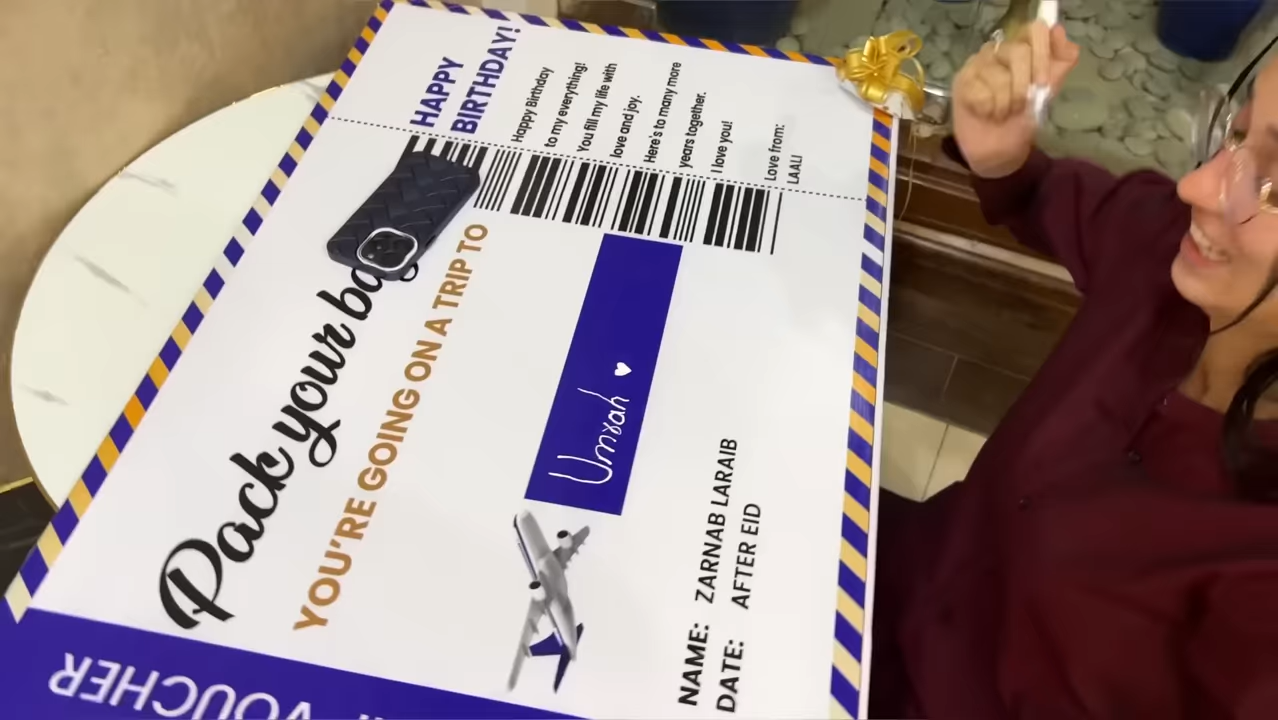 VOUCHER
Pack your bag
YOU'RE GOING ON A TRIP TO
Umrah
NAME: ZARNAB LARAIB
DATE: AFTER EID
HAPPY
BIRTHDAY!
Happy Birthday
to my everything!
You fill my life with
love and joy.
Here's to many more
years together.
I love you!
Love from:
LAALI